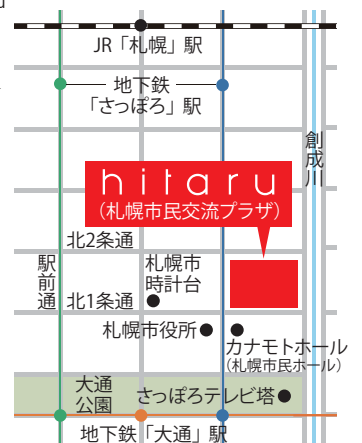 JR「札幌」駅
地下鉄
「さっぽろ」駅
創成川
hitaru
(札幌市民交流プラザ)
北2条通
駅前通
札幌市
時計台
北1条通
札幌市役所
カナモトホール
(札幌市民ホール)
大通
公園
さっぽろテレビ塔
地下鉄「大通」駅